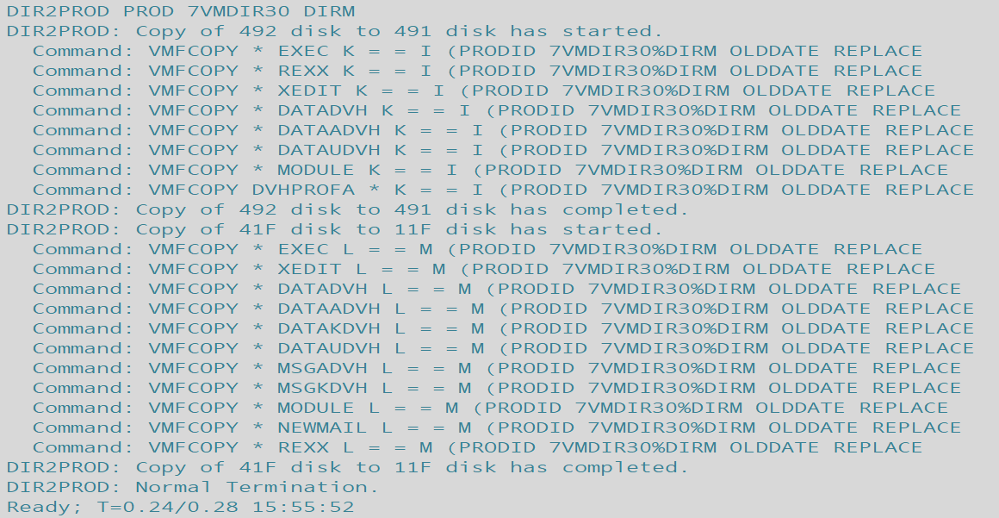 DIR2PROD PROD 7VMDIR30 DIRM
DIR2PROD: Copy of 492 disk to 491 disk has started.
  Command: VMFCOPY * EXEC K = = I (PRODID 7VMDIR30%DIRM OLDDATE REPLACE
  Command: VMFCOPY * REXX K = = I (PRODID 7VMDIR30%DIRM OLDDATE REPLACE
  Command: VMFCOPY * XEDIT K = = I (PRODID 7VMDIR30%DIRM OLDDATE REPLACE
  Command: VMFCOPY * DATADVH K = = I (PRODID 7VMDIR30%DIRM OLDDATE REPLACE
  Command: VMFCOPY * DATAADVH K = = I (PRODID 7VMDIR30%DIRM OLDDATE REPLACE
  Command: VMFCOPY * DATAUDVH K = = I (PRODID 7VMDIR30%DIRM OLDDATE REPLACE
  Command: VMFCOPY * MODULE K = = I (PRODID 7VMDIR30%DIRM OLDDATE REPLACE
  Command: VMFCOPY DVHPROFA * K = = I (PRODID 7VMDIR30%DIRM OLDDATE REPLACE
DIR2PROD: Copy of 492 disk to 491 disk has completed.
DIR2PROD: Copy of 41F disk to 11F disk has started.
  Command: VMFCOPY * EXEC L = = M (PRODID 7VMDIR30%DIRM OLDDATE REPLACE
  Command: VMFCOPY * XEDIT L = = M (PRODID 7VMDIR30%DIRM OLDDATE REPLACE
  Command: VMFCOPY * DATADVH L = = M (PRODID 7VMDIR30%DIRM OLDDATE REPLACE
  Command: VMFCOPY * DATAADVH L = = M (PRODID 7VMDIR30%DIRM OLDDATE REPLACE
  Command: VMFCOPY * DATAKDVH L = = M (PRODID 7VMDIR30%DIRM OLDDATE REPLACE
  Command: VMFCOPY * DATAUDVH L = = M (PRODID 7VMDIR30%DIRM OLDDATE REPLACE
  Command: VMFCOPY * MSGADVH L = = M (PRODID 7VMDIR30%DIRM OLDDATE REPLACE
  Command: VMFCOPY * MSGKDVH L = = M (PRODID 7VMDIR30%DIRM OLDDATE REPLACE
  Command: VMFCOPY * MODULE L = = M (PRODID 7VMDIR30%DIRM OLDDATE REPLACE
  Command: VMFCOPY * NEWMAIL L = = M (PRODID 7VMDIR30%DIRM OLDDATE REPLACE
  Command: VMFCOPY * REXX L = = M (PRODID 7VMDIR30%DIRM OLDDATE REPLACE
DIR2PROD: Copy of 41F disk to 11F disk has completed.
DIR2PROD: Normal Termination.
Ready; T=0.24/0.28 15:55:52